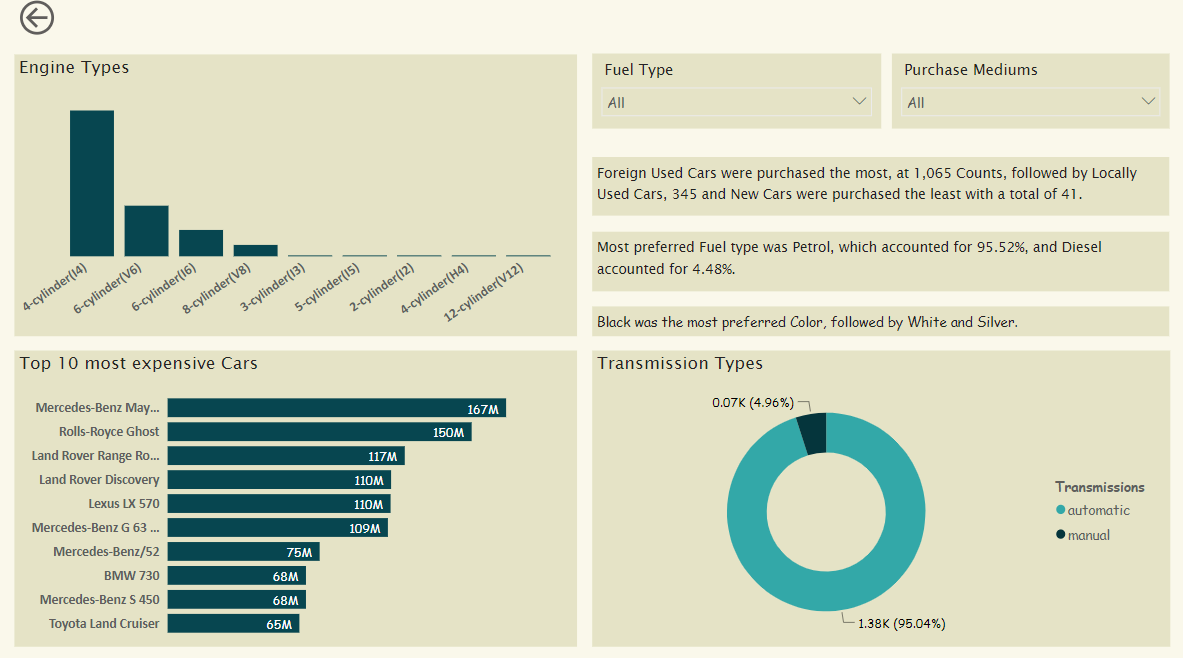 Engine Types
4-cylinder(I4)
6-cylinder(V6)
6-cylinder(I6)
8-cylinder(V8)
3-cylinder(I3)
5-cylinder(I5)
2-cylinder(I2)
4-cylinder(H4)
12-cylinder(V12)
Fuel Type
All
Purchase Mediums
All
Foreign Used Cars were purchased the most, at 1,065 Counts, followed by Locally
Used Cars, 345 and New Cars were purchased the least with a total of 41.
Most preferred Fuel type was Petrol, which accounted for 95.52%, and Diesel
accounted for 4.48%.
Black was the most preferred Color, followed by White and Silver.
Top 10 most expensive Cars
Mercedes-Benz May... 167M
Rolls-Royce Ghost 150M
Land Rover Range Ro... 117M
Land Rover Discovery 110M
Lexus LX 570 110M
Mercedes-Benz G 63 ... 109M
Mercedes-Benz/52 75M
BMW 730 68M
Mercedes-Benz S 450 68M
Toyota Land Cruiser 65M
Transmission Types
0.07K (4.96%)
1.38K (95.04%)
Transmissions
automatic
manual